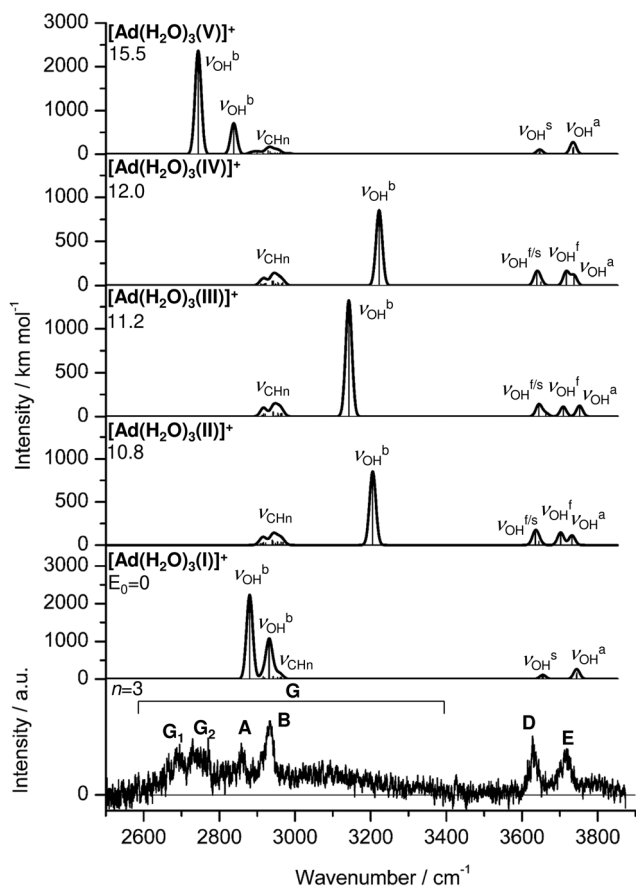 [Ad(H₂O)₃(V)]⁺
15.5
3000
2000
1000
0
νOHᵇ
νOHᵇ
νCHn
νOHˢ
νOHᵃ
[Ad(H₂O)₃(IV)]⁺
12.0
1000
500
0
νCHn
νOHᵇ
νOHᶠ/ˢ
νOHᶠ
νOHᵃ
[Ad(H₂O)₃(III)]⁺
11.2
1000
500
0
νCHn
νOHᵇ
νOHᶠ/ˢ
νOHᶠ
νOHᵃ
Intensity / km mol⁻¹
[Ad(H₂O)₃(II)]⁺
10.8
1000
500
0
νCHn
νOHᵇ
νOHᶠ/ˢ
νOHᶠ
νOHᵃ
[Ad(H₂O)₃(I)]⁺
E₀=0
3000
2000
1000
0
νOHᵇ
νOHᵇ
νCHn
νOHˢ
νOHᵃ
Intensity / a.u.
n=3
G
G₁
G₂
A
B
D
E
0
2600 2800 3000 3200 3400 3600 3800
Wavenumber / cm⁻¹